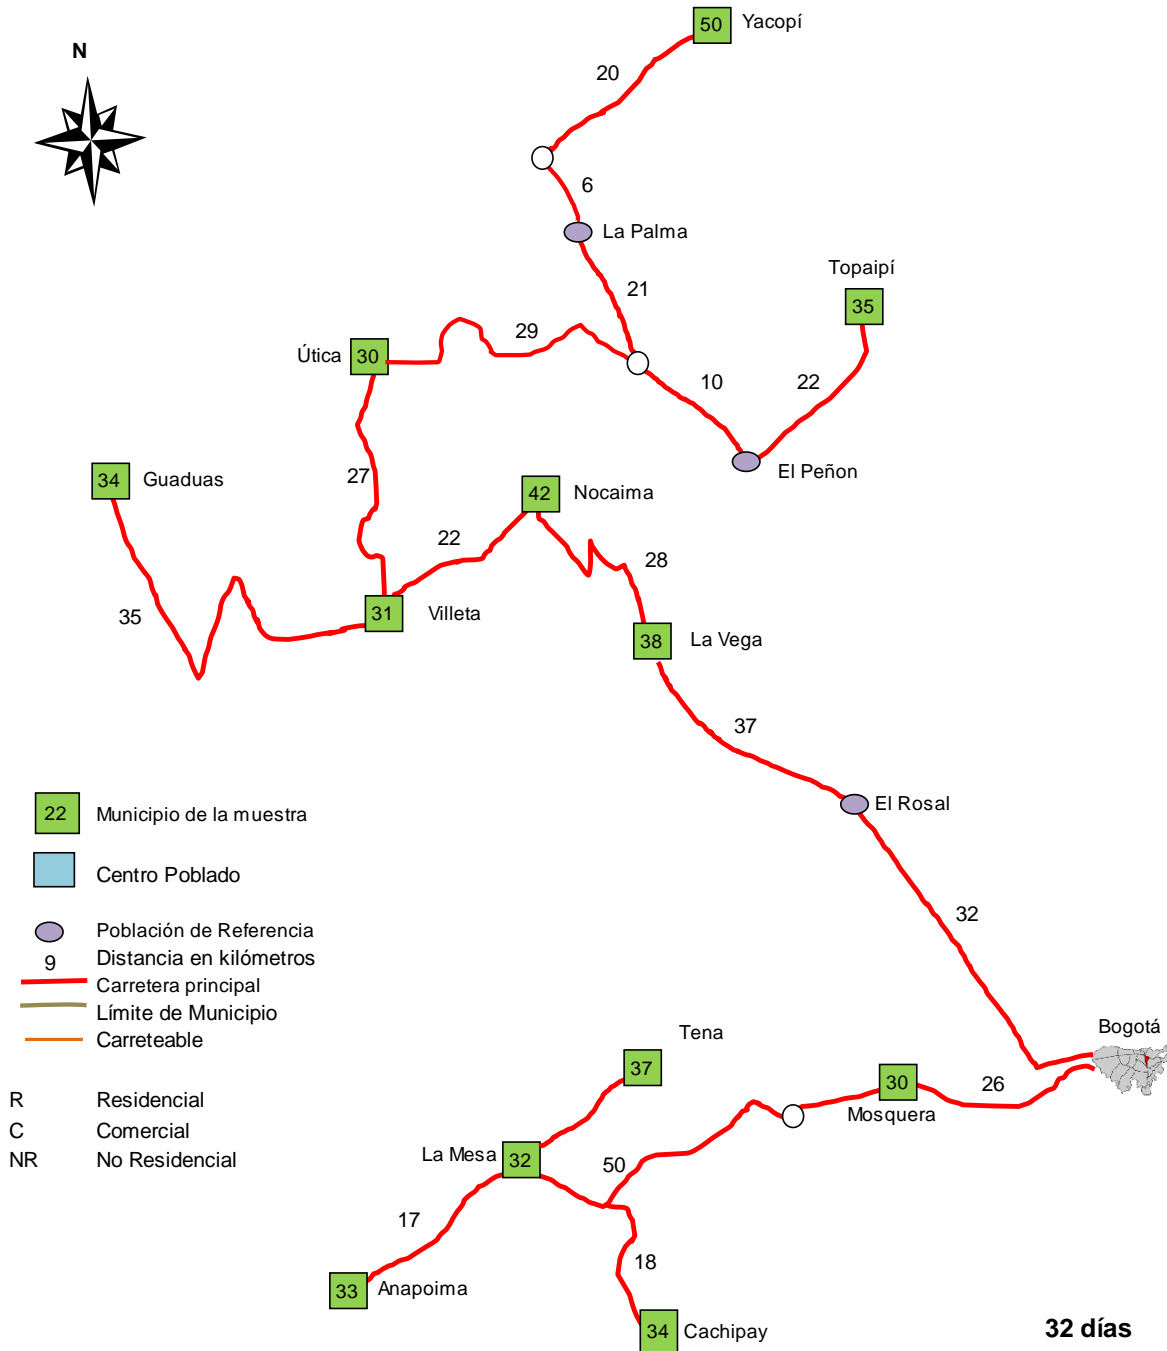 50 Yacopí
N
20
6
La Palma
Topaipí
21
35
29
Útica 30
10
22
El Peñon
34 Guaduas
27
42 Nocaima
22
28
35
31 Villeta
38 La Vega
37
22 Municipio de la muestra
El Rosal
Centro Poblado
32
Población de Referencia
9 Distancia en kilómetros
Carretera principal
Límite de Municipio
Carreteable
Bogotá
Tena
37
30
26
Mosquera
R Residencial
C Comercial
NR No Residencial
La Mesa 32
50
17
18
33 Anapoima
34 Cachipay
32 días